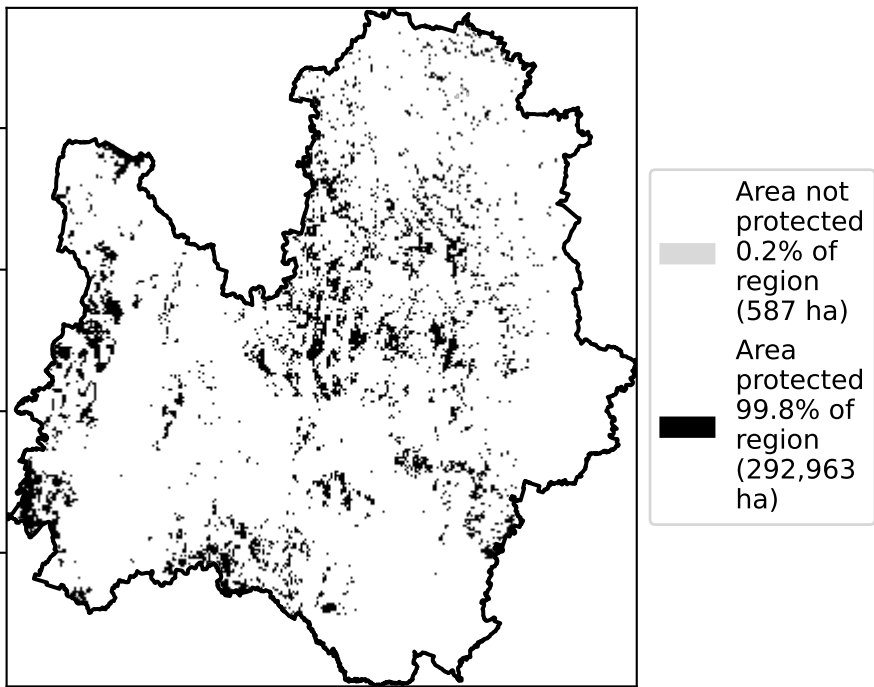 Area not
protected
0.2% of
region
(587 ha)
Area
protected
99.8% of
region
(292,963
ha)